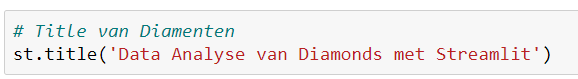 # Title van Diamenten
st.title('Data Analyse van Diamonds met Streamlit')